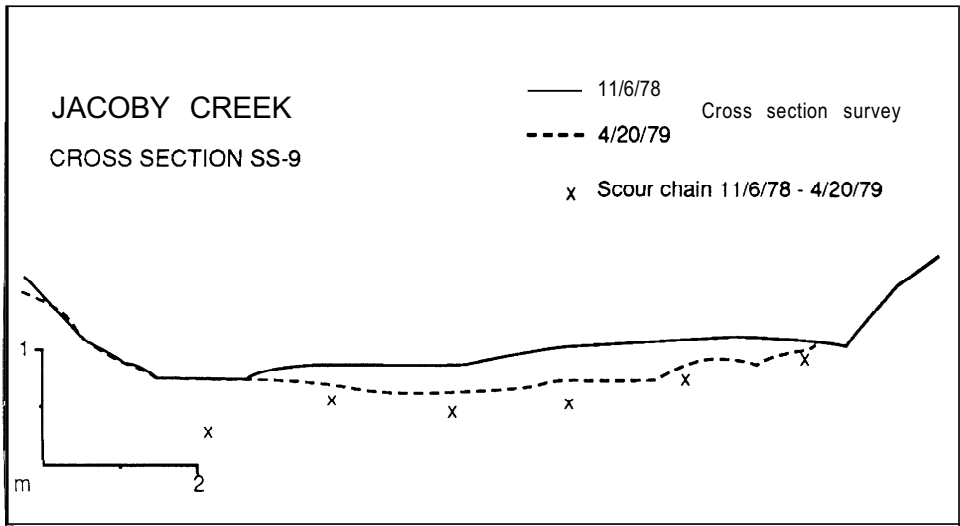 JACOBY CREEK
CROSS SECTION SS-9
11/6/78
Cross section survey
4/20/79
x Scour chain 11/6/78 - 4/20/79
1
m
2